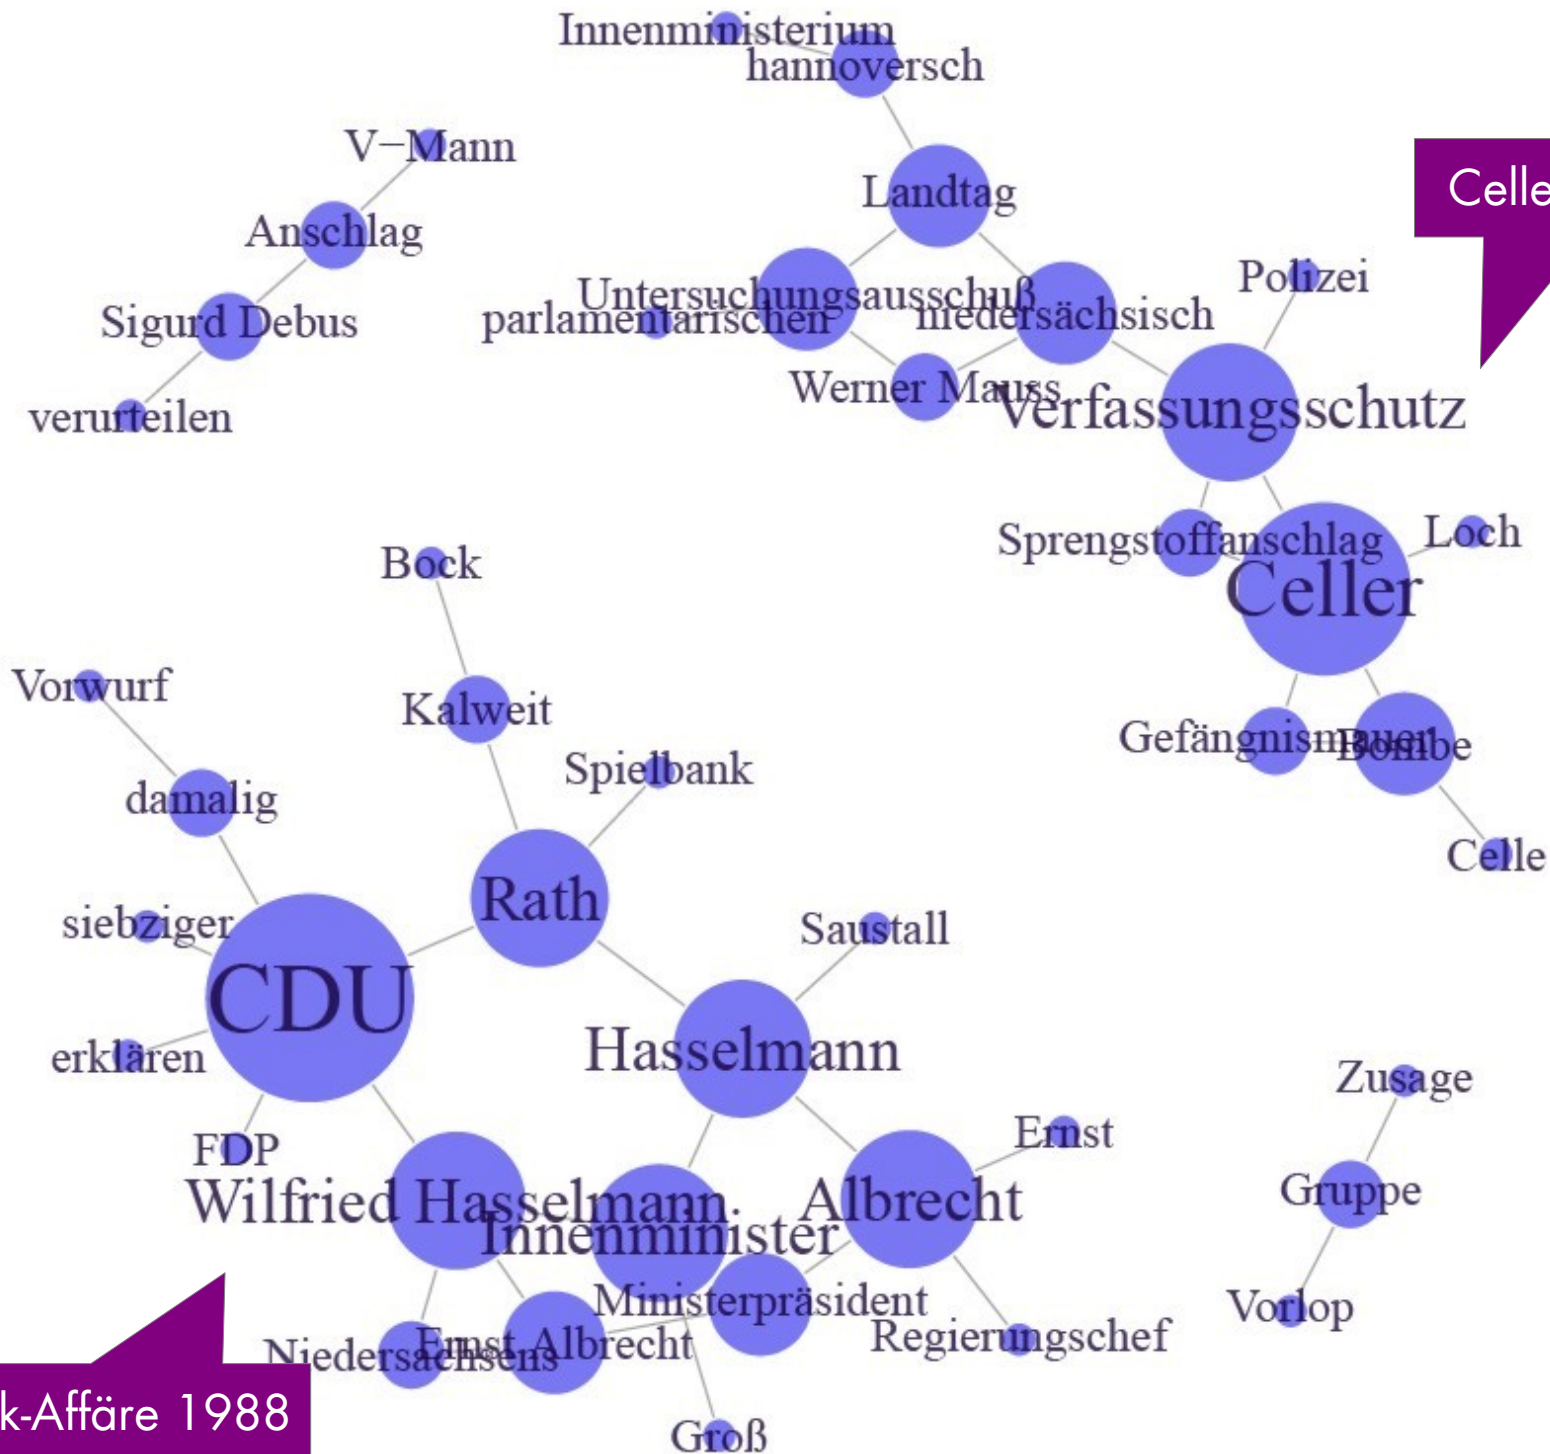 Innenministerium
hannoversch
V–Mann
Landtag
Celle
Anschlag
Polizei
Untersuchungsausschuß
niedersächsisch
parlamentarischen
Sigurd Debus
Werner Mauss
Verfassungsschutz
verurteilen
Sprengstoffanschlag
Loch
Celler
Bock
Vorwurf
Kalweit
Gefängnismauer
Bombe
Spielbank
damalig
Celle
Rath
siebziger
Saustall
CDU
Hasselmann
erklären
Zusage
Ernst
FDP
Gruppe
Wilfried Hasselmann
Albrecht
Innenminister
Ministerpräsident
Vorlop
Regierungschef
Ernst Albrecht
Niedersachsens
k-Affäre 1988
Groß